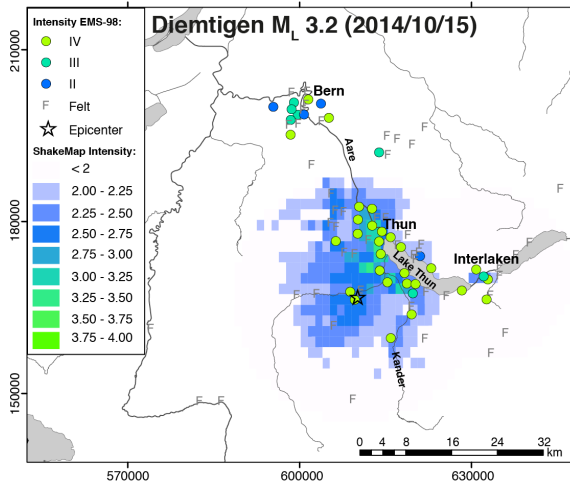 Diemtigen M_L 3.2 (2014/10/15)
Intensity EMS-98:
IV
III
II
F Felt
Epicenter
ShakeMap Intensity:
< 2
2.00 - 2.25
2.25 - 2.50
2.50 - 2.75
2.75 - 3.00
3.00 - 3.25
3.25 - 3.50
3.50 - 3.75
3.75 - 4.00
Bern
Aare
Thun
Lake Thun
Interlaken
Kander
210000
180000
150000
570000 600000 630000
0 4 8 16 24 32
km